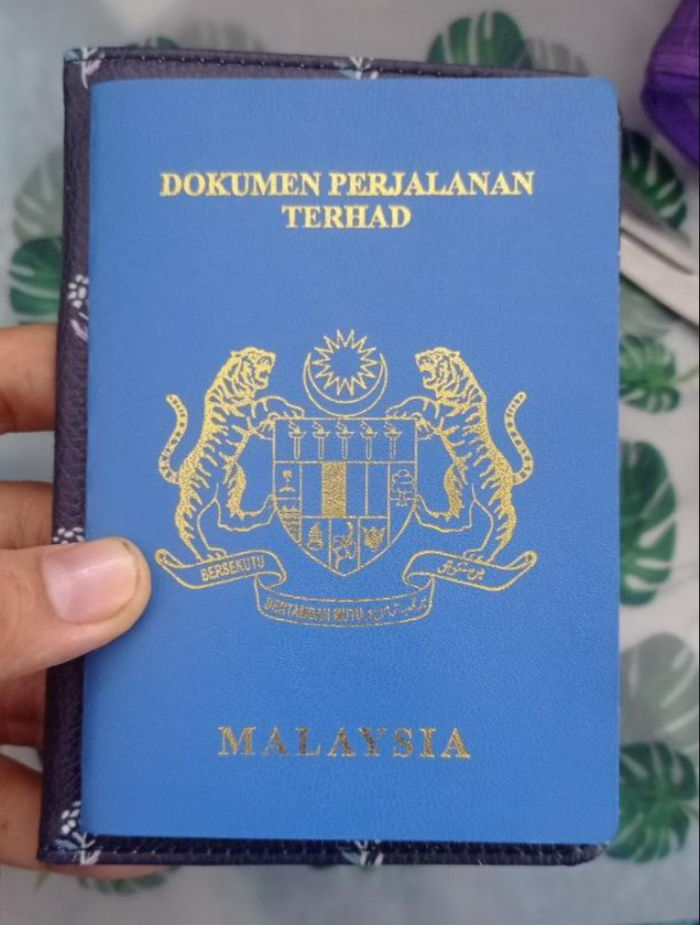 DOKUMEN PERJALANAN
TERHAD
BERSEKUTU
BERTAMBAH MUTU
MALAYSIA